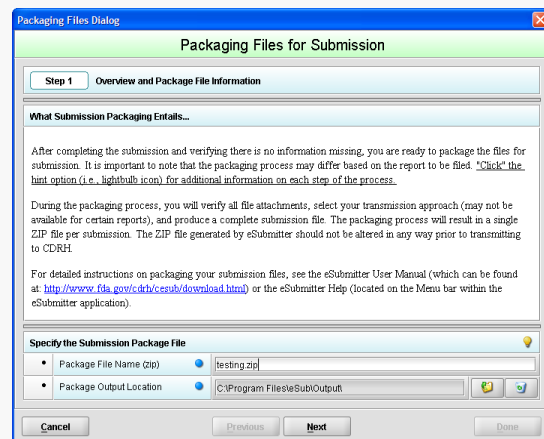 Packaging Files Dialog
Packaging Files for Submission
Step 1 Overview and Package File Information
What Submission Packaging Entails...
After completing the submission and verifying there is no information missing, you are ready to package the files for
submission. It is important to note that the packaging process may differ based on the report to be filed. "Click" the
hint option (i.e., lightbulb icon) for additional information on each step of the process.
During the packaging process, you will verify all file attachments, select your transmission approach (may not be
available for certain reports), and produce a complete submission file. The packaging process will result in a single
ZIP file per submission. The ZIP file generated by eSubmitter should not be altered in any way prior to transmitting
to CDRH.
For detailed instructions on packaging your submission files, see the eSubmitter User Manual (which can be found
at: http://www.fda.gov/cdrh/cesub/download.html) or the eSubmitter Help (located on the Menu bar within the
eSubmitter application).
Specify the Submission Package File
• Package File Name (zip) testing.zip
• Package Output Location C:\Program Files\eSub\Output\
Cancel Previous Next Done